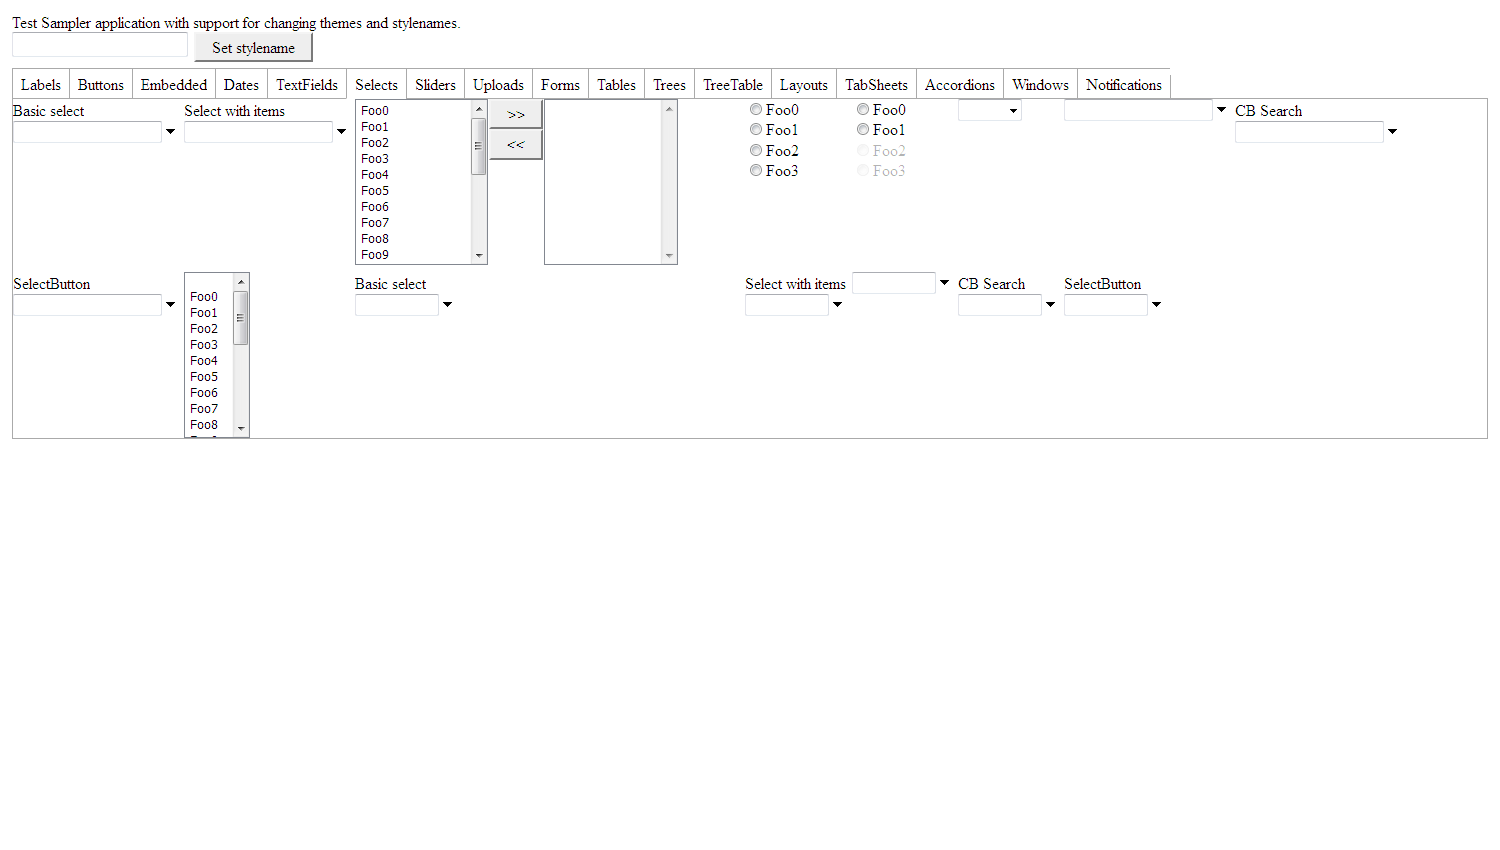 Test Sampler application with support for changing themes and stylenames.
Set stylename
Labels Buttons Embedded Dates TextFields Selects Sliders Uploads Forms Tables Trees TreeTable Layouts TabSheets Accordions Windows Notifications
Basic select
Select with items
Foo0
Foo1
Foo2
Foo3
Foo4
Foo5
Foo6
Foo7
Foo8
Foo9
>>
<<
Foo0
Foo1
Foo2
Foo3
Foo0
Foo1
Foo2
Foo3
CB Search
SelectButton
Foo0
Foo1
Foo2
Foo3
Foo4
Foo5
Foo6
Foo7
Foo8
Basic select
Select with items
CB Search
SelectButton